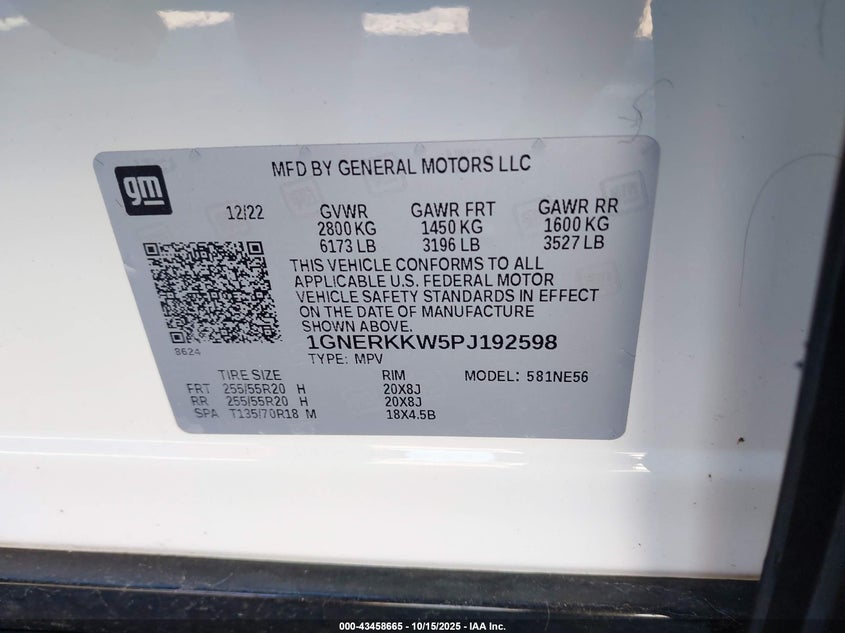 gm
MFD BY GENERAL MOTORS LLC
12/22 GVWR GAWR FRT GAWR RR
2800 KG 1450 KG 1600 KG
6173 LB 3196 LB 3527 LB
THIS VEHICLE CONFORMS TO ALL
APPLICABLE U.S. FEDERAL MOTOR
VEHICLE SAFETY STANDARDS IN EFFECT
ON THE DATE OF MANUFACTURE
SHOWN ABOVE.
8624
1GNERKKW5PJ192598
TYPE: MPV
TIRE SIZE RIM MODEL: 581NE56
FRT 255/55R20 H 20X8J
RR 255/55R20 H 20X8J
SPA T135/70R18 M 18X4.5B
000-43458665 - 10/15/2025 - IAA Inc.